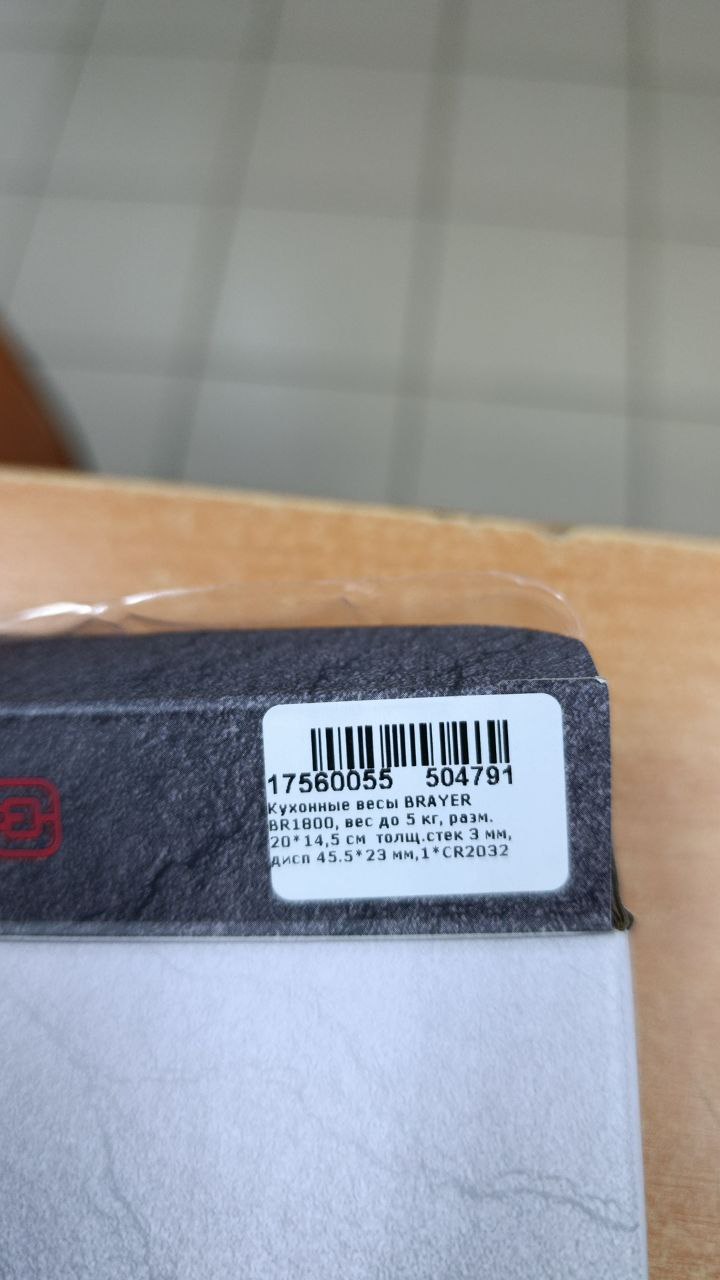 17560055 504791
Кухонные весы BRAYER
BR1800, вес до 5 кг, разм.
20*14,5 см толщ.стек 3 мм,
дисп 45.5*23 мм,1*CR2032